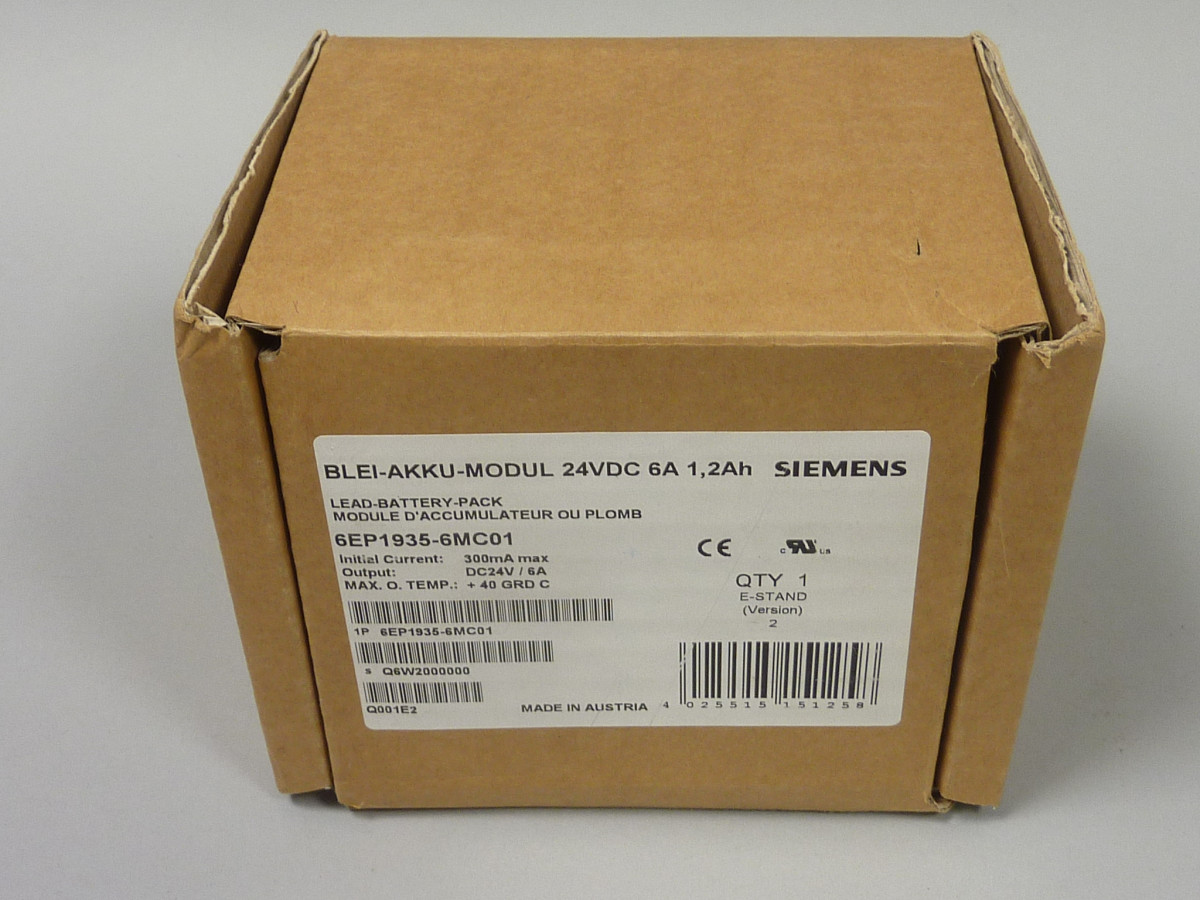 BLEI-AKKU-MODUL 24VDC 6A 1,2Ah SIEMENS
LEAD-BATTERY-PACK
MODULE D'ACCUMULATEUR OU PLOMB
6EP1935-6MC01
Initial Current: 300mA max
Output: DC24V / 6A
MAX. O. TEMP.: + 40 GRD C
CE c RU us
QTY 1
E-STAND
(Version)
2
1P 6EP1935-6MC01
S Q6W2000000
Q001E2
MADE IN AUSTRIA
4 025515 151258